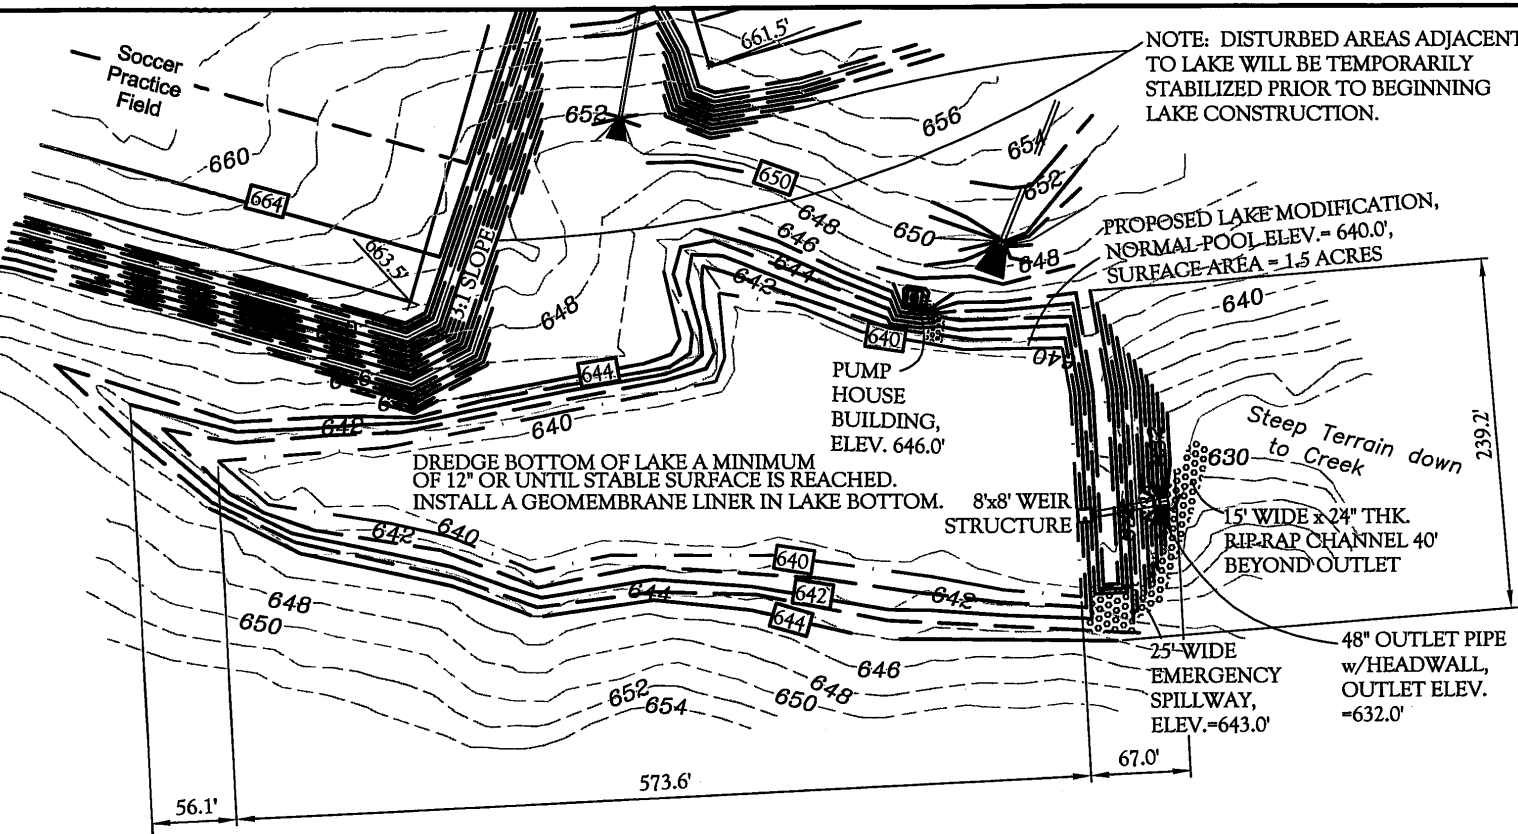 Soccer
Practice
Field
661.5'
NOTE: DISTURBED AREAS ADJACENT
TO LAKE WILL BE TEMPORARILY
STABILIZED PRIOR TO BEGINNING
LAKE CONSTRUCTION.
652
656
654
660
664
650
652
648
646
650
644
642
648
663.5'
3:1 SLOPE
648
PROPOSED LAKE MODIFICATION,
NORMAL POOL ELEV.= 640.0',
SURFACE AREA = 1.5 ACRES
640
640
640
PUMP
HOUSE
BUILDING,
ELEV. 646.0'
644
642
640
239.2'
Steep Terrain down
to Creek
630
DREDGE BOTTOM OF LAKE A MINIMUM
OF 12" OR UNTIL STABLE SURFACE IS REACHED.
INSTALL A GEOMEMBRANE LINER IN LAKE BOTTOM.
8'x8' WEIR
STRUCTURE
15' WIDE x 24" THK.
RIP-RAP CHANNEL 40'
BEYOND OUTLET
642
640
640
642
644
644
642
648
650
646
648
650
652
654
25' WIDE
EMERGENCY
SPILLWAY,
ELEV.=643.0'
48" OUTLET PIPE
w/HEADWALL,
OUTLET ELEV.
=632.0'
67.0'
573.6'
56.1'